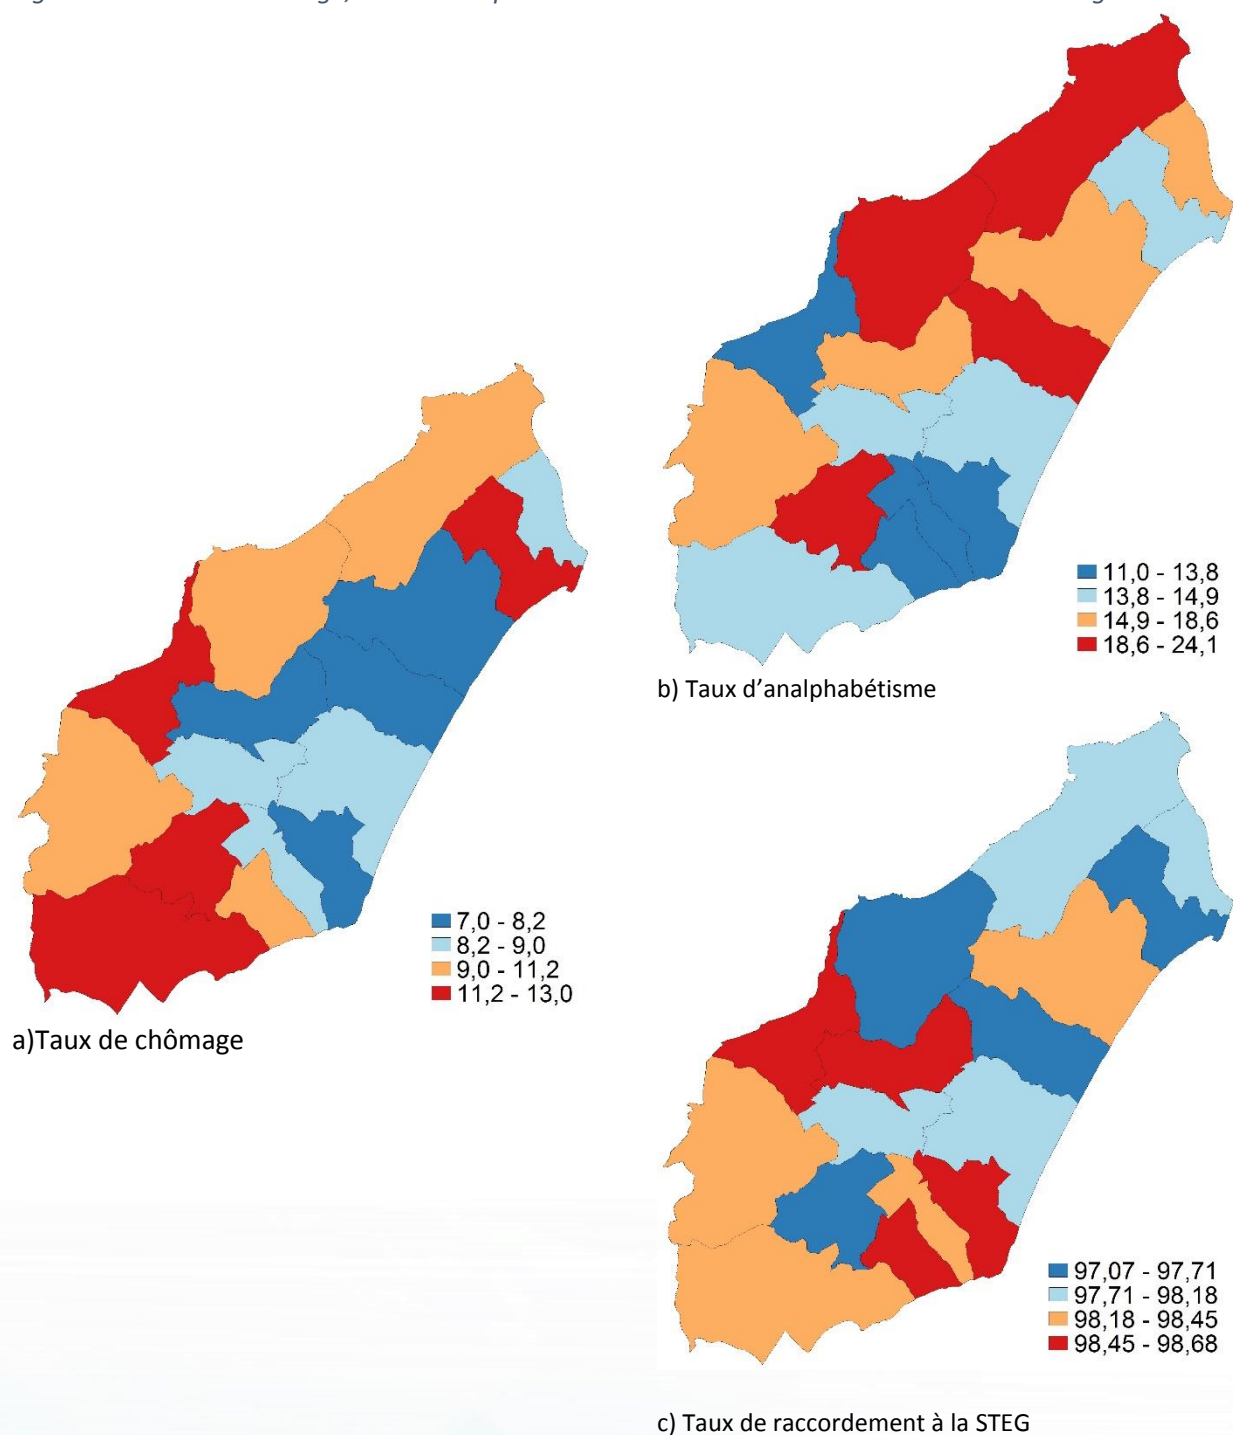 11,0 - 13,8
13,8 - 14,9
14,9 - 18,6
18,6 - 24,1
b) Taux d’analphabétisme
7,0 - 8,2
8,2 - 9,0
9,0 - 11,2
11,2 - 13,0
a)Taux de chômage
97,07 - 97,71
97,71 - 98,18
98,18 - 98,45
98,45 - 98,68
c) Taux de raccordement à la STEG